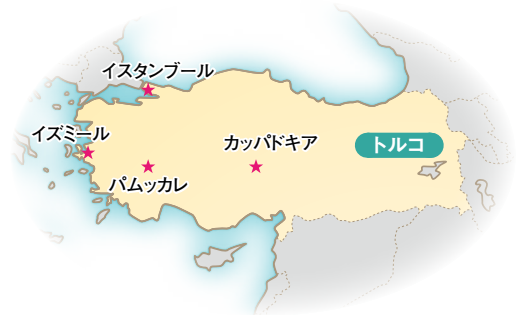 イスタンブール
イズミール
カッパドキア
トルコ
パムッカレ